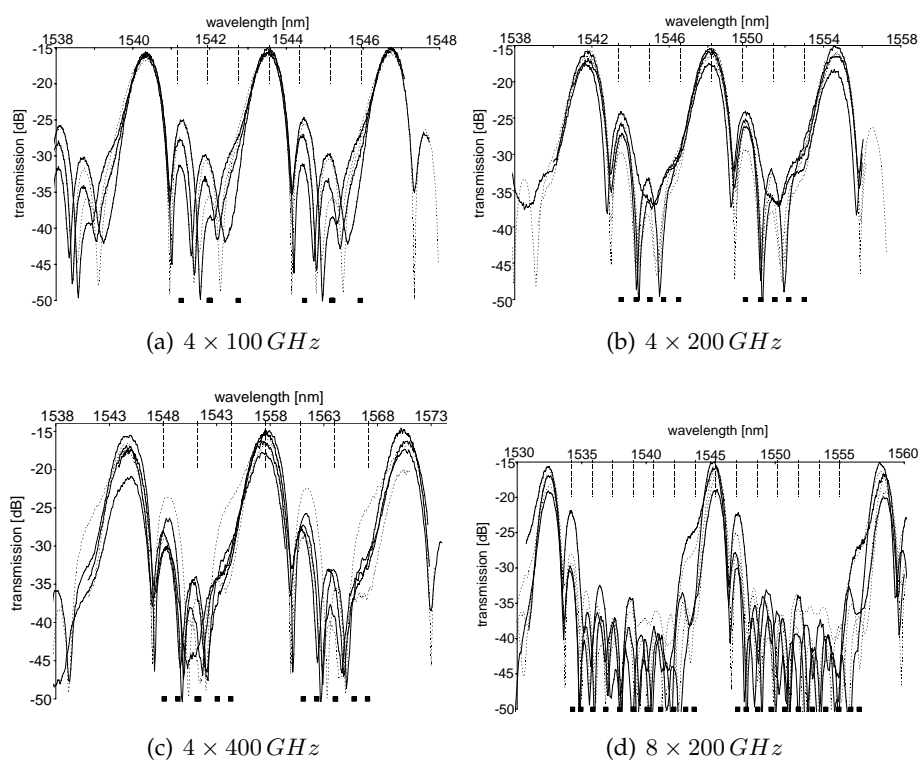 wavelength [nm]
1538 1540 1542 1544 1546 1548
-15
-20
-25
-30
-35
-40
-45
-50
transmission [dB]
(a) 4 × 100 GHz
wavelength [nm]
1538 1542 1546 1550 1554 1558
-15
-20
-25
-30
-35
-40
-45
-50
transmission [dB]
(b) 4 × 200 GHz
wavelength [nm]
1538 1543 1548 1543 1558 1563 1568 1573
-15
-20
-25
-30
-35
-40
-45
-50
transmission [dB]
(c) 4 × 400 GHz
wavelength [nm]
1530 1535 1540 1545 1550 1555 1560
-15
-20
-25
-30
-35
-40
-45
-50
transmission [dB]
(d) 8 × 200 GHz